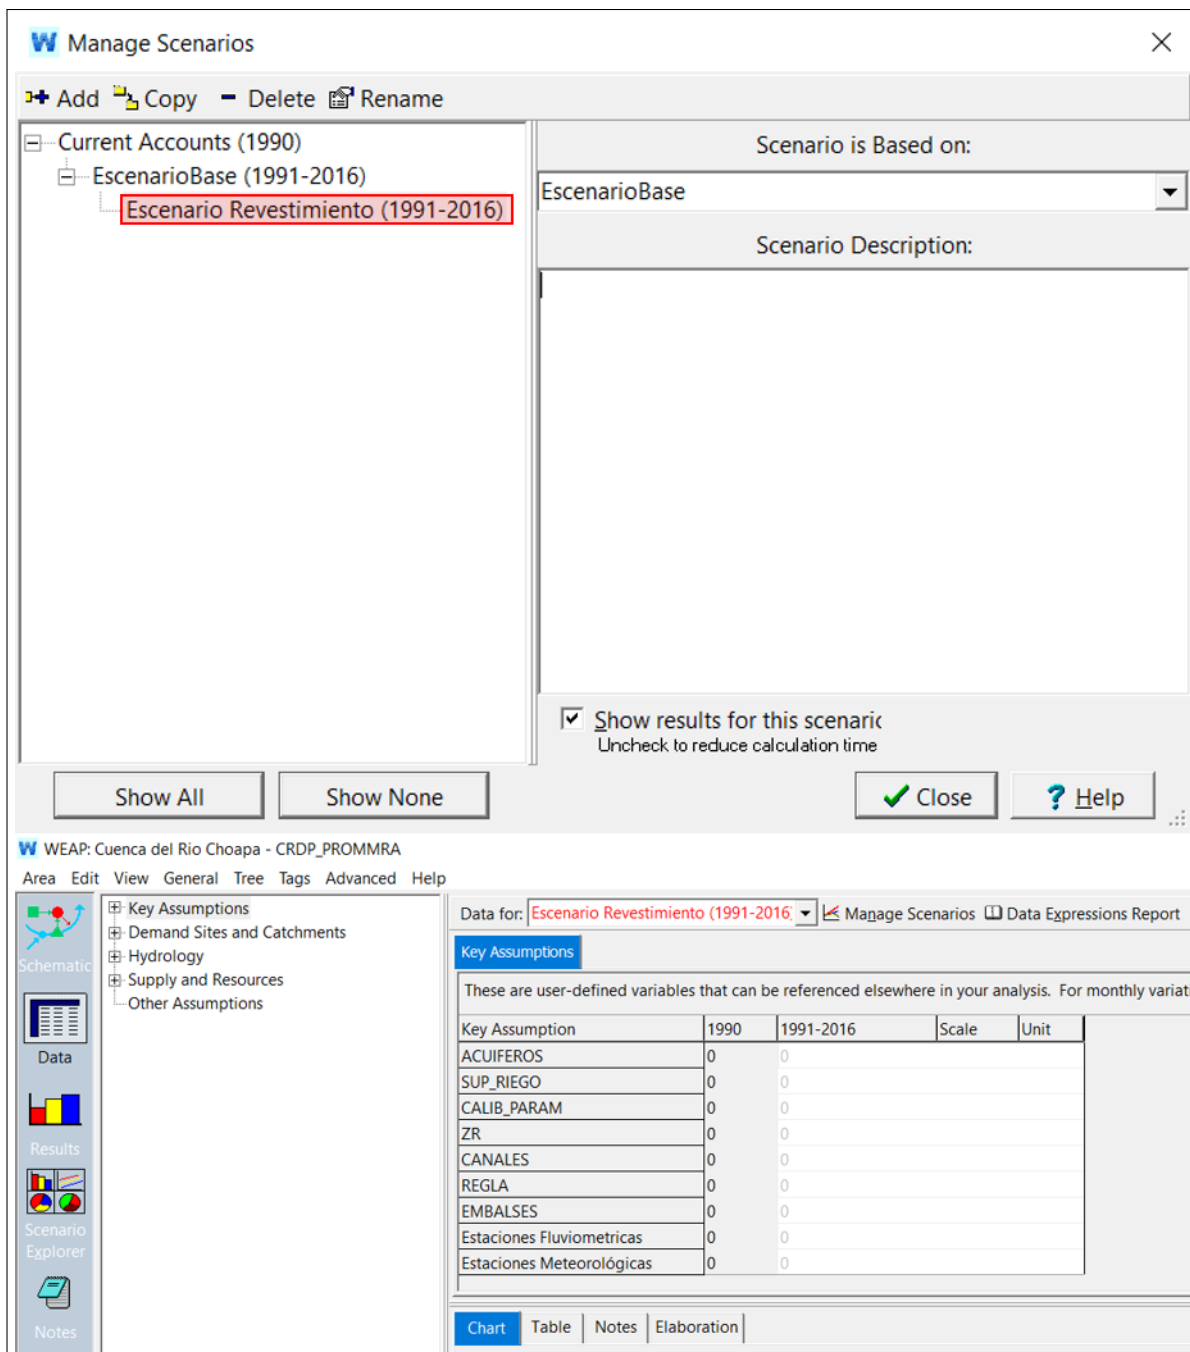 Manage Scenarios
Add Copy Delete Rename
Current Accounts (1990)
EscenarioBase (1991-2016)
Escenario Revestimiento (1991-2016)
Scenario is Based on:
EscenarioBase
Scenario Description:
Show results for this scenaric
Uncheck to reduce calculation time
Show All Show None Close Help
WEAP: Cuenca del Rio Choapa - CRDP_PROMMRA
Area Edit View General Tree Tags Advanced Help
Schematic
Data
Results
Scenario
Explorer
Notes
Key Assumptions
Demand Sites and Catchments
Hydrology
Supply and Resources
Other Assumptions
Data for: Escenario Revestimiento (1991-2016) Manage Scenarios Data Expressions Report
Key Assumptions
These are user-defined variables that can be referenced elsewhere in your analysis. For monthly variat
Key Assumption 1990 1991-2016 Scale Unit
ACUIFEROS 0 0
SUP_RIEGO 0 0
CALIB_PARAM 0 0
ZR 0 0
CANALES 0 0
REGLA 0 0
EMBALSES 0 0
Estaciones Fluviometricas 0 0
Estaciones Meteorológicas 0 0
Chart Table Notes Elaboration